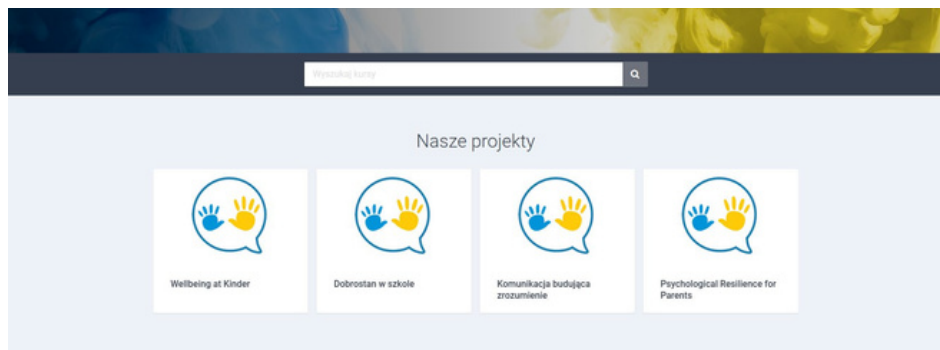 Wyszukaj kursy
Nasze projekty
Wellbeing at Kinder
Dobrostan w szkole
Komunikacja budująca
zrozumienie
Psychological Resilience for
Parents